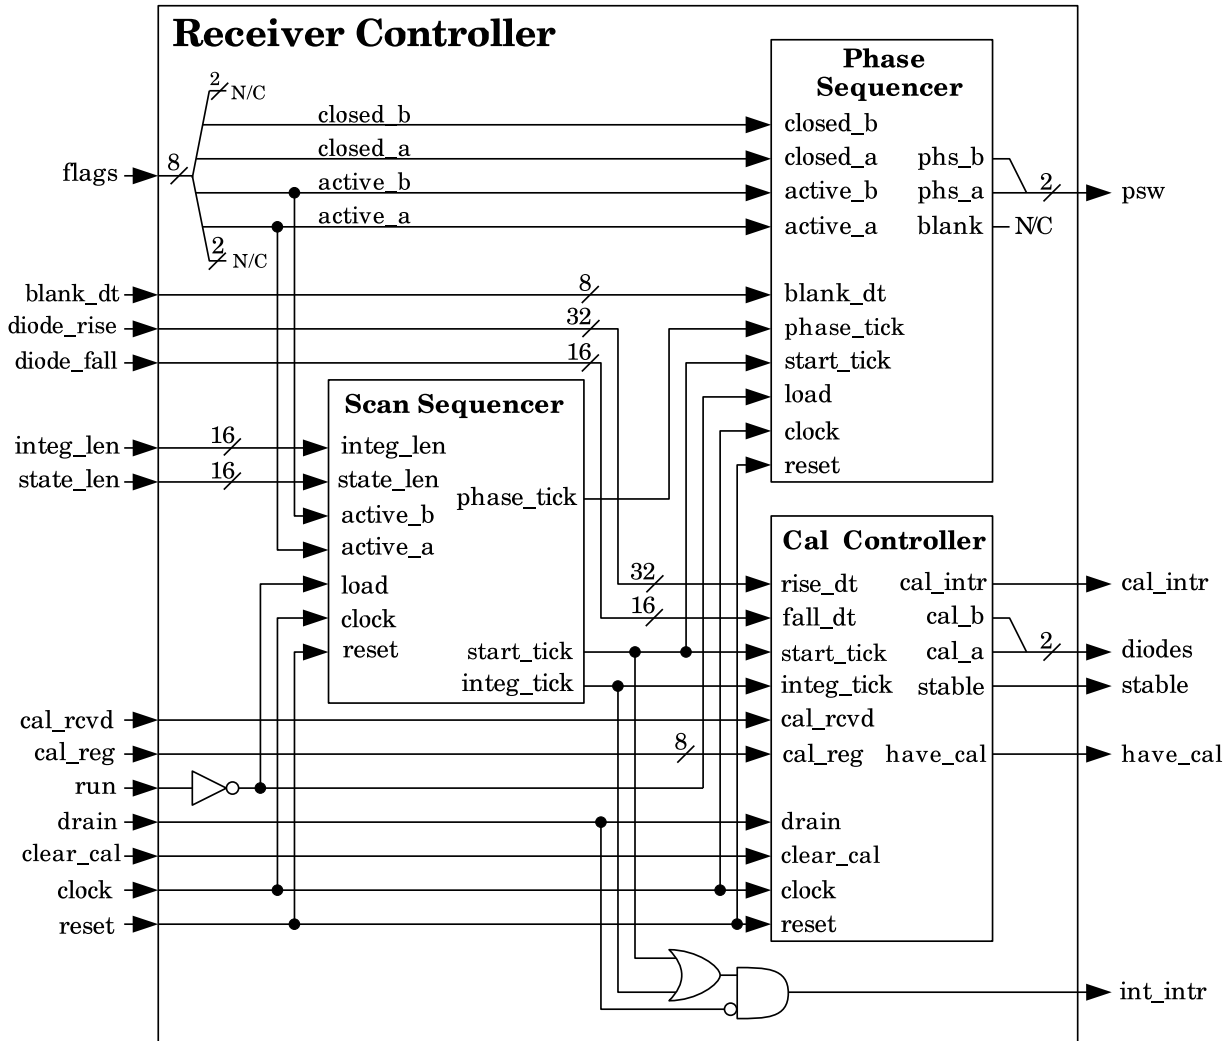 Receiver Controller
Phase
Sequencer
2
N/C
closed_b
closed_b
closed_a
closed_a
phs_b
flags
8
active_b
active_b
phs_a
2
psw
active_a
active_a
blank
N/C
2
N/C
blank_dt
8
blank_dt
diode_rise
32
phase_tick
diode_fall
16
start_tick
load
clock
reset
Scan Sequencer
integ_len
16
integ_len
state_len
16
state_len
phase_tick
active_b
active_a
load
clock
reset
start_tick
integ_tick
Cal Controller
32
rise_dt
cal_intr
cal_intr
16
fall_dt
cal_b
start_tick
cal_a
2
diodes
integ_tick
stable
stable
cal_rcvd
cal_rcvd
cal_reg
8
cal_reg
have_cal
have_cal
run
drain
drain
clear_cal
clear_cal
clock
clock
reset
reset
int_intr